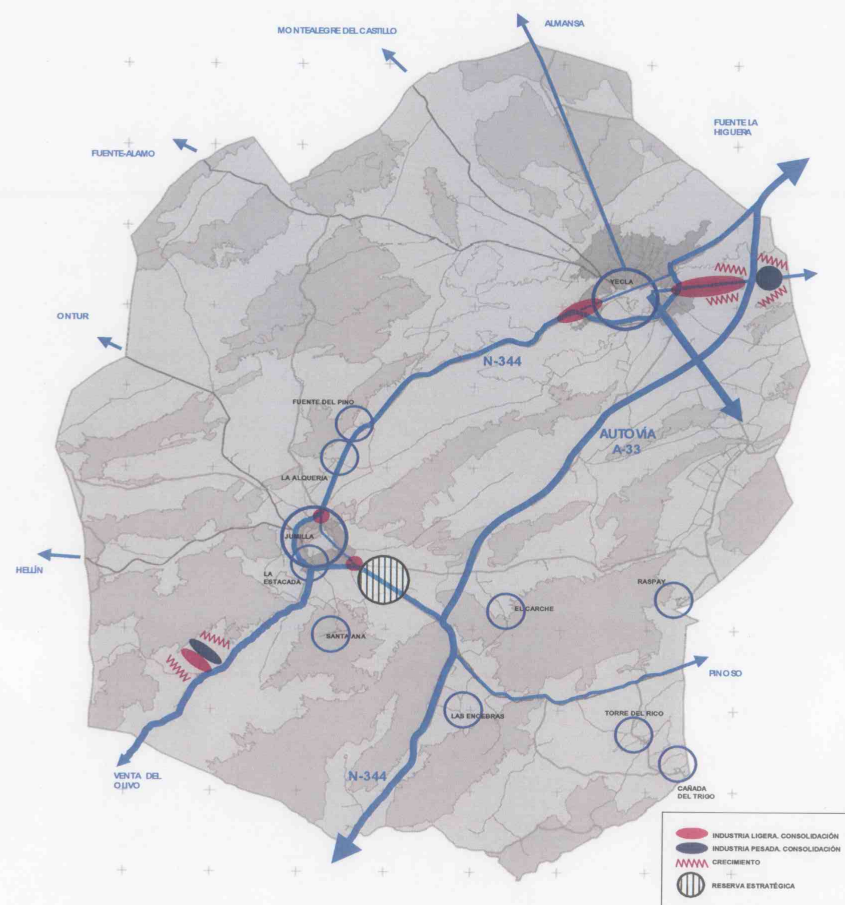 MONTEALEGRE DEL CASTILLO
ALMANSA
FUENTE LA
HIGUERA
FUENTE-ALAMO
YECLA
ONTUR
N-344
FUENTE DEL PINO
AUTOVÍA
A-33
LA ALQUERIA
JUMILLA
LA
ESTACADA
HELLÍN
RASPAY
EL CARCHE
SANTA ANA
PINOSO
LAS ENCEBRAS
TORRE DEL RICO
VENTA DEL
OLIVO
N-344
CAÑADA
DEL TRIGO
INDUSTRIA LIGERA. CONSOLIDACIÓN
INDUSTRIA PESADA. CONSOLIDACIÓN
CRECIMIENTO
RESERVA ESTRATÉGICA